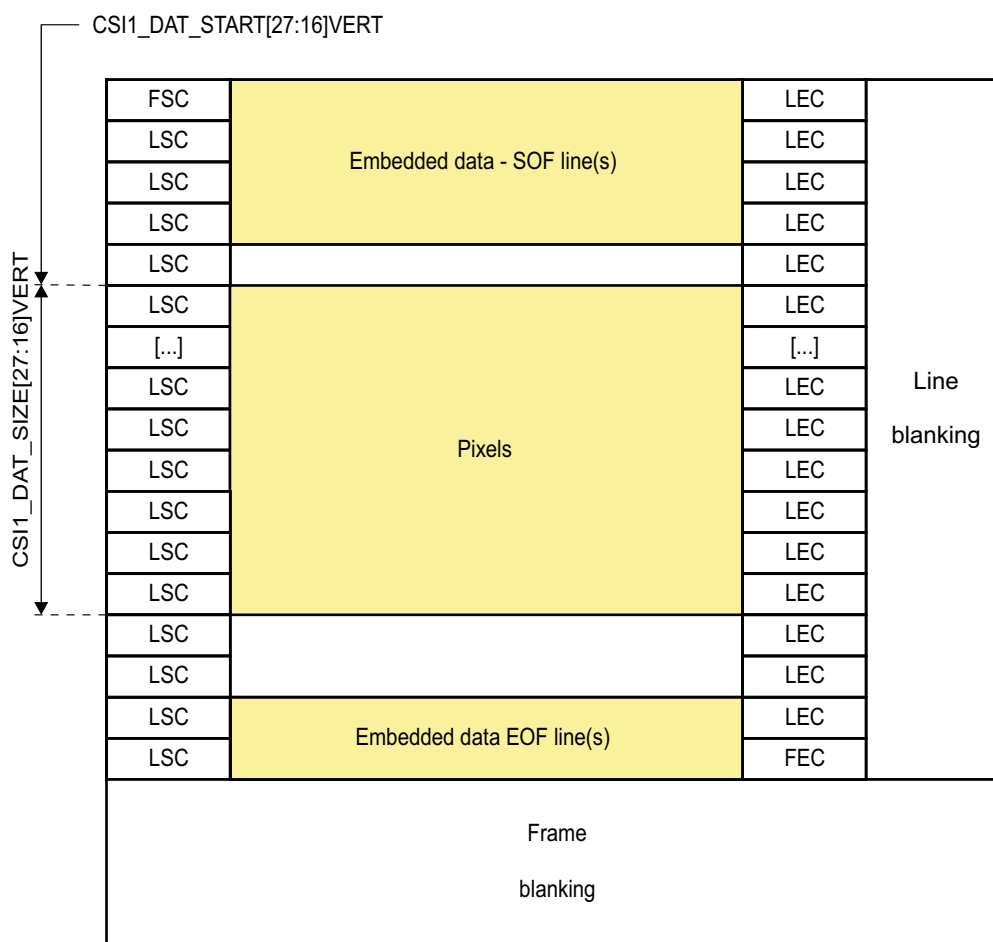 CSI1_DAT_START[27:16]VERT
FSC
LEC
LSC
Embedded data - SOF line(s)
LEC
LSC
LEC
LSC
LEC
LSC
LEC
CSI1_DAT_SIZE[27:16]VERT
LSC
LEC
[...]
[...]
LSC
LEC
Line
blanking
LSC
Pixels
LEC
LSC
LEC
LSC
LEC
LSC
LEC
LSC
LEC
LSC
LEC
LSC
LEC
LSC
Embedded data EOF line(s)
LEC
LSC
FEC
Frame
blanking